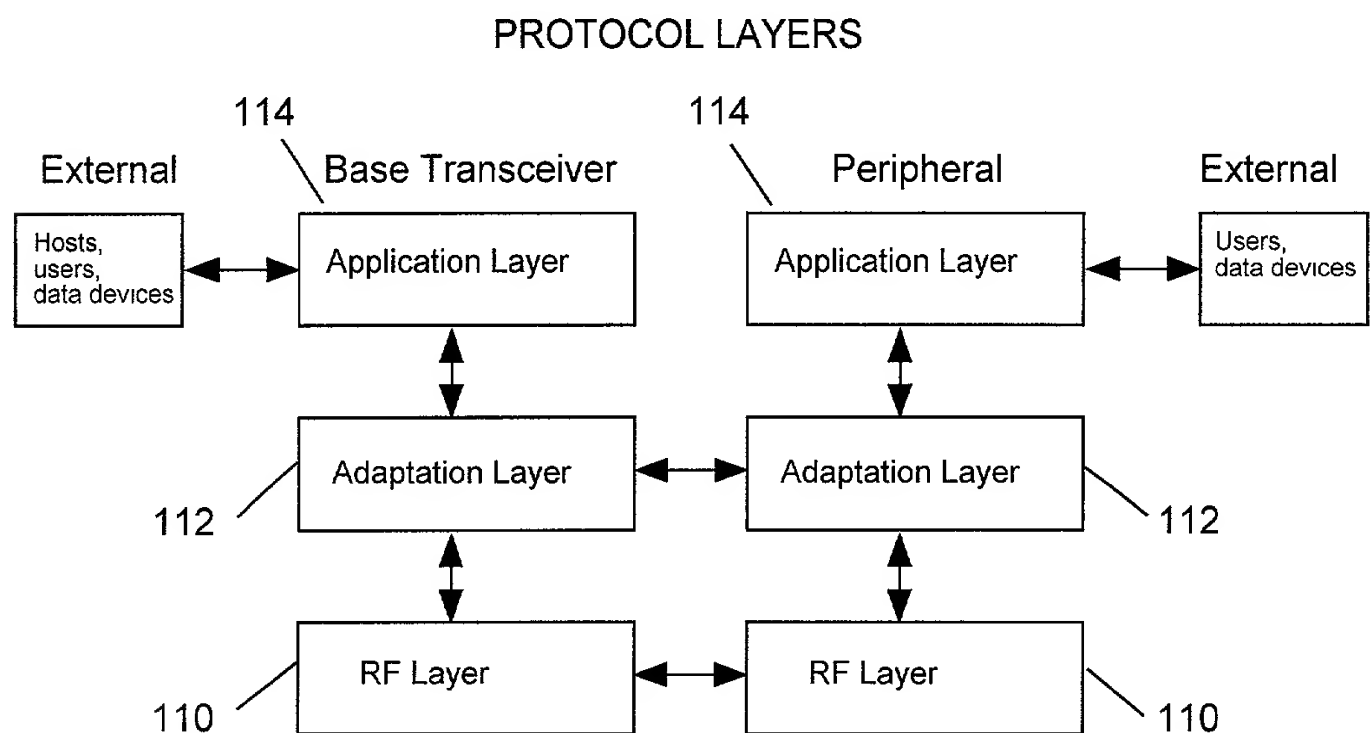 PROTOCOL LAYERS
114
114
External
Base Transceiver
Peripheral
External
Hosts,
users,
data devices
Application Layer
Application Layer
Users,
data devices
Adaptation Layer
Adaptation Layer
112
112
RF Layer
RF Layer
110
110